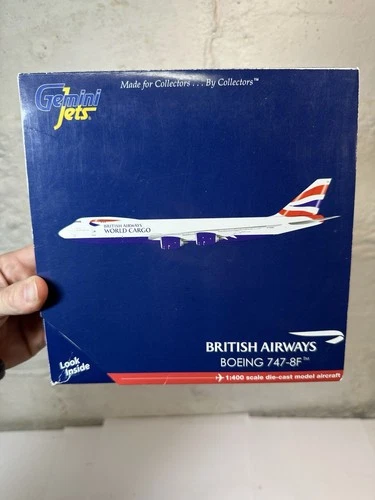 Gemini
Jets
Made for Collectors . . . By Collectors™
BRITISH AIRWAYS
WORLD CARGO
BRITISH AIRWAYS
BOEING 747-8F™
Look
Inside
1:400 scale die-cast model aircraft